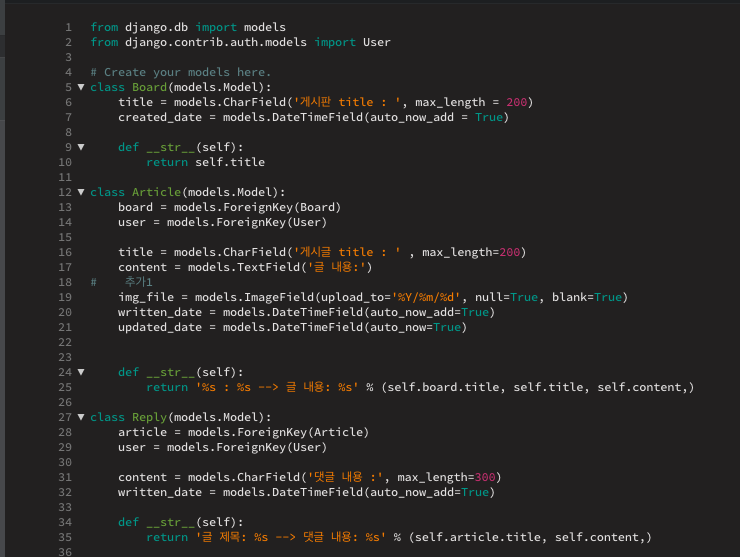 1 from django.db import models
2 from django.contrib.auth.models import User
3
4 # Create your models here.
5 ▼ class Board(models.Model):
6     title = models.CharField('게시판 title : ', max_length = 200)
7     created_date = models.DateTimeField(auto_now_add = True)
8
9 ▼     def __str__(self):
10         return self.title
11
12 ▼ class Article(models.Model):
13     board = models.ForeignKey(Board)
14     user = models.ForeignKey(User)
15
16     title = models.CharField('게시글 title : ' , max_length=200)
17     content = models.TextField('글 내용:')
18 #    추가1
19     img_file = models.ImageField(upload_to='%Y/%m/%d', null=True, blank=True)
20     written_date = models.DateTimeField(auto_now_add=True)
21     updated_date = models.DateTimeField(auto_now=True)
22
23
24 ▼     def __str__(self):
25         return '%s : %s --> 글 내용: %s' % (self.board.title, self.title, self.content,)
26
27 ▼ class Reply(models.Model):
28     article = models.ForeignKey(Article)
29     user = models.ForeignKey(User)
30
31     content = models.CharField('댓글 내용 :', max_length=300)
32     written_date = models.DateTimeField(auto_now_add=True)
33
34     def __str__(self):
35         return '글 제목: %s --> 댓글 내용: %s' % (self.article.title, self.content,)
36